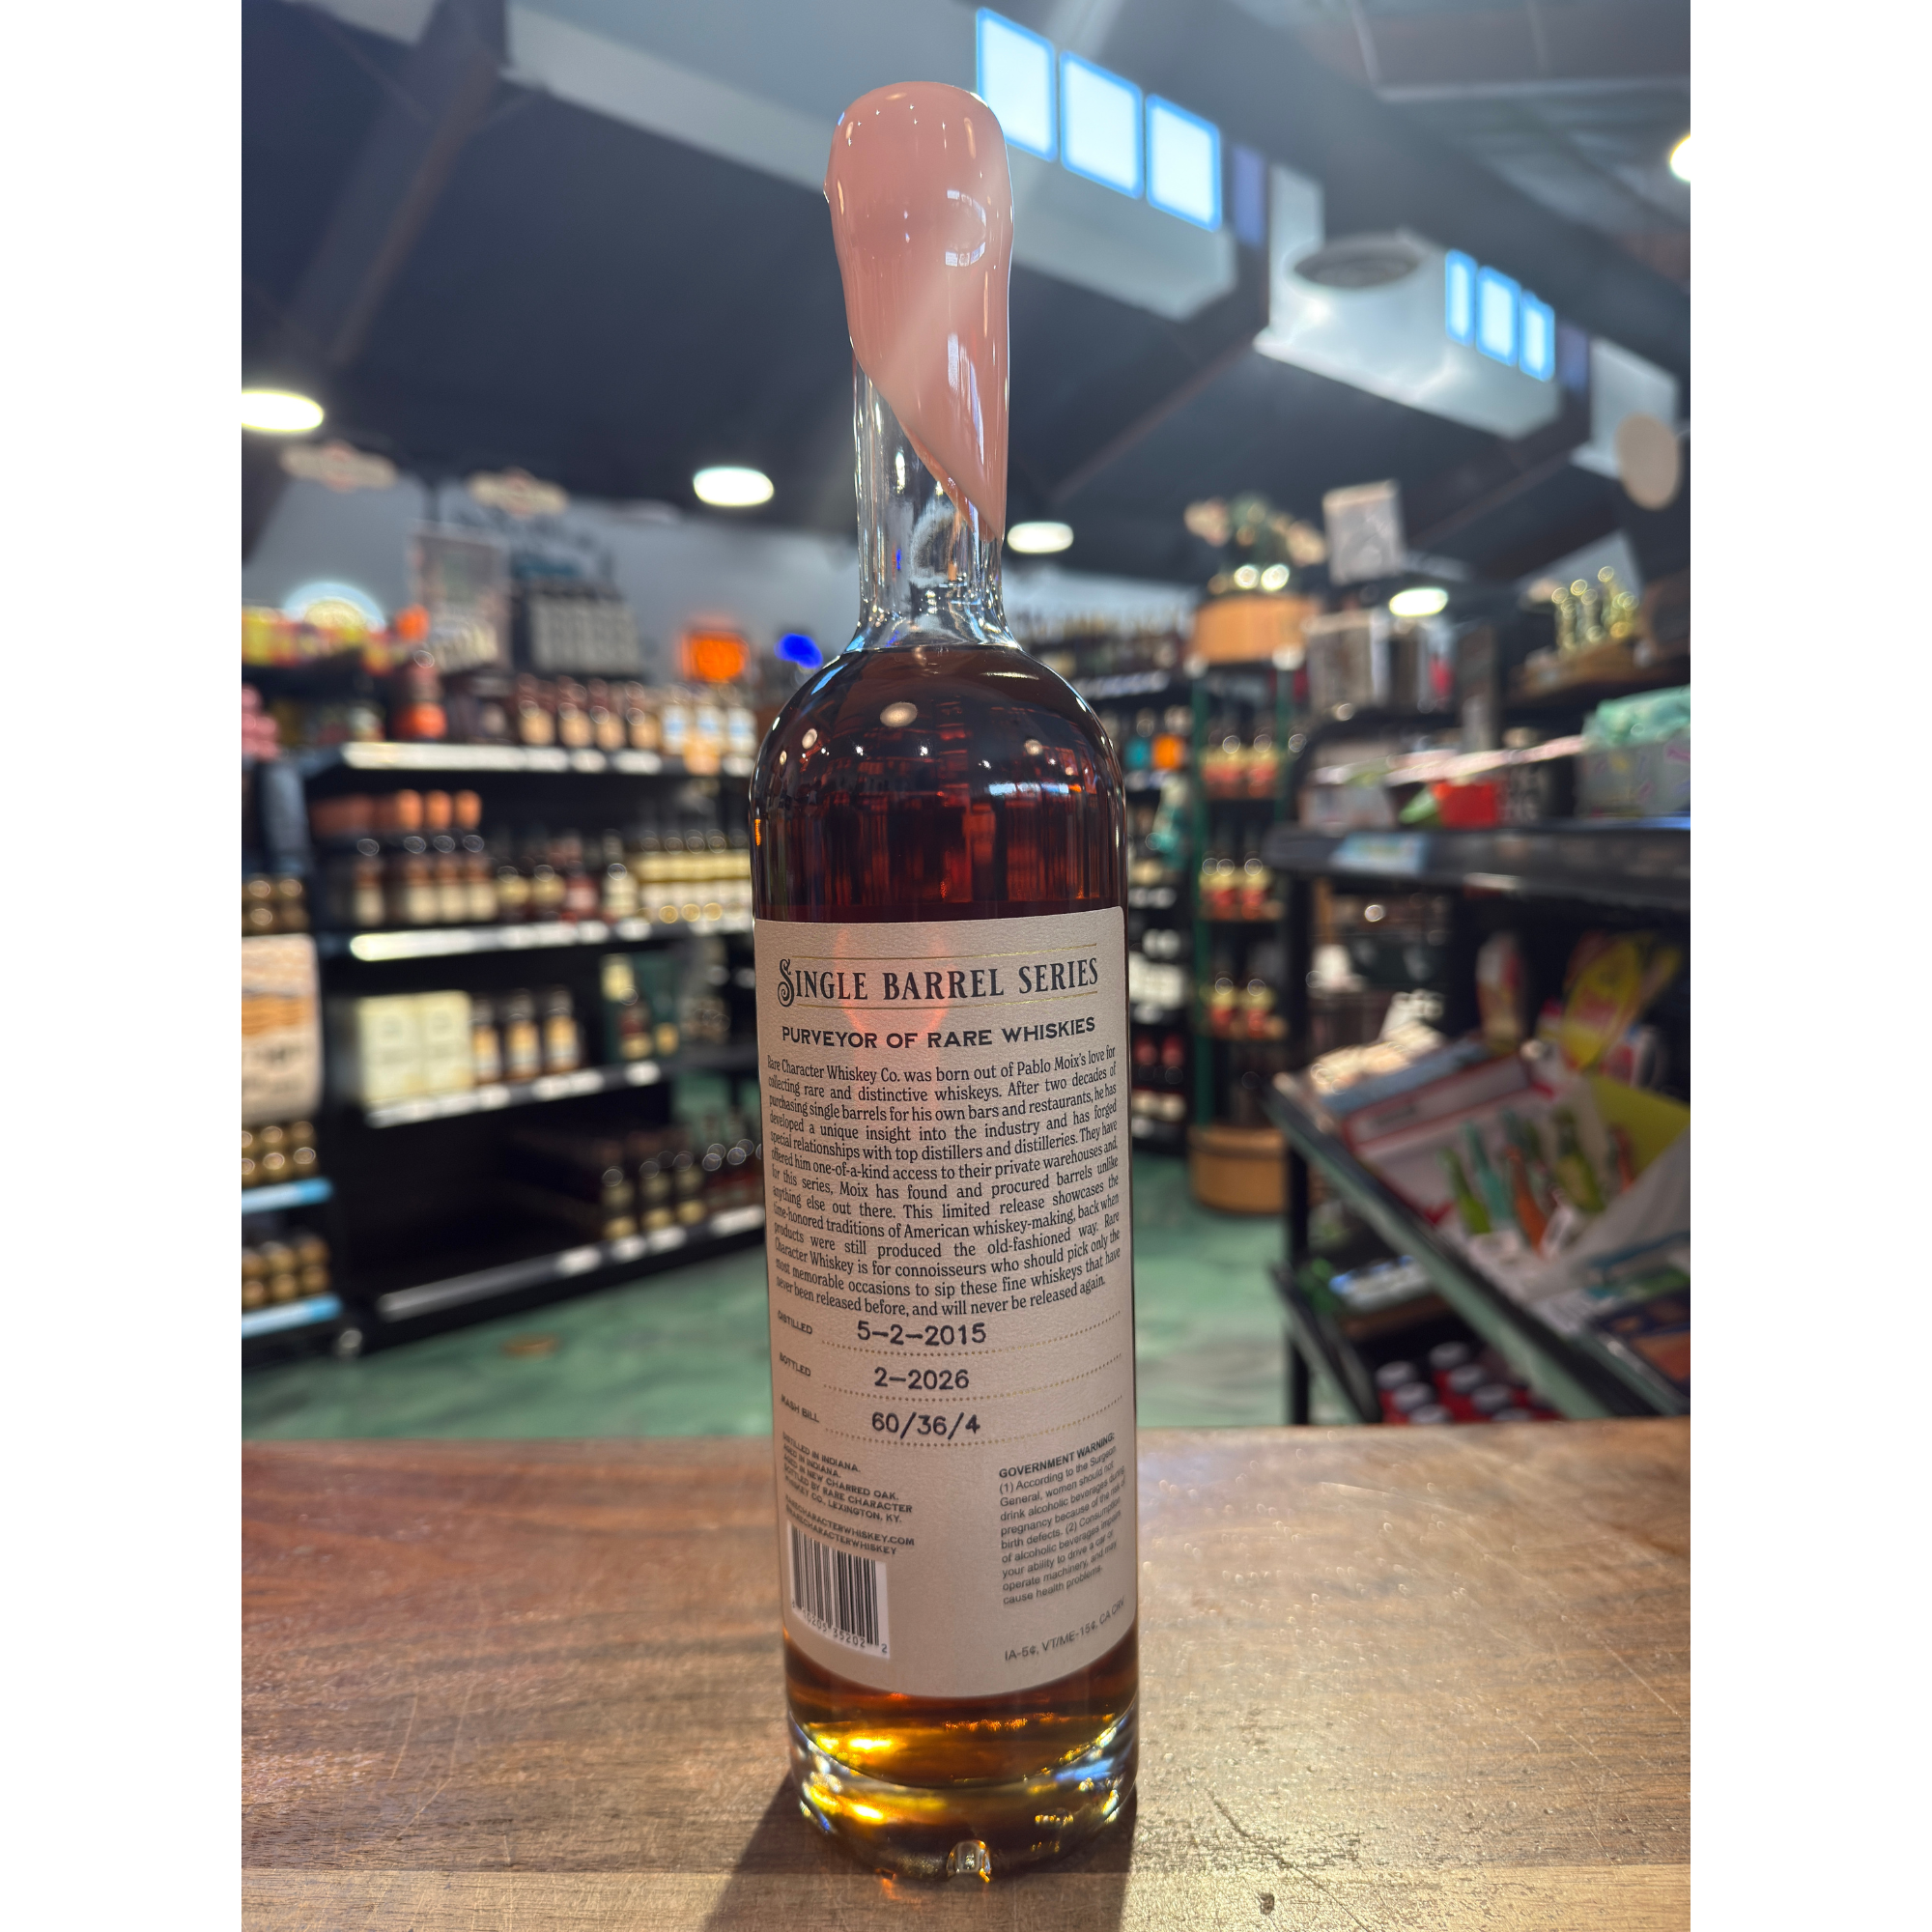 SINGLE BARREL SERIES
PURVEYOR OF RARE WHISKIES
Rare Character Whiskey Co. was born out of Pablo Moix's love for
collecting rare and distinctive whiskeys. After two decades of
purchasing single barrels for his own bars and restaurants, he has
developed a unique insight into the industry and has forged
special relationships with top distillers and distilleries. They have
offered him one-of-a-kind access to their private warehouses and,
for this series, Moix has found and procured barrels unlike
anything else out there. This limited release showcases the
time-honored traditions of American whiskey-making, back when
products were still produced the old-fashioned way. Rare
Character Whiskey is for connoisseurs who should pick only the
most memorable occasions to sip these fine whiskeys that have
never been released before, and will never be released again.
DISTILLED 5-2-2015
BOTTLED 2-2026
MASH BILL 60/36/4
DISTILLED IN INDIANA.
AGED IN INDIANA.
AGED IN NEW CHARRED OAK.
BOTTLED BY RARE CHARACTER
WHISKEY CO. LEXINGTON, KY.
RARECHARACTERWHISKEY.COM
@RARECHARACTERWHISKEY
GOVERNMENT WARNING:
(1) According to the Surgeon
General, women should not
drink alcoholic beverages during
pregnancy because of the risk of
birth defects. (2) Consumption
of alcoholic beverages impairs
your ability to drive a car or
operate machinery, and may
cause health problems.
IA-5¢, VT/ME-15¢, CA CRV